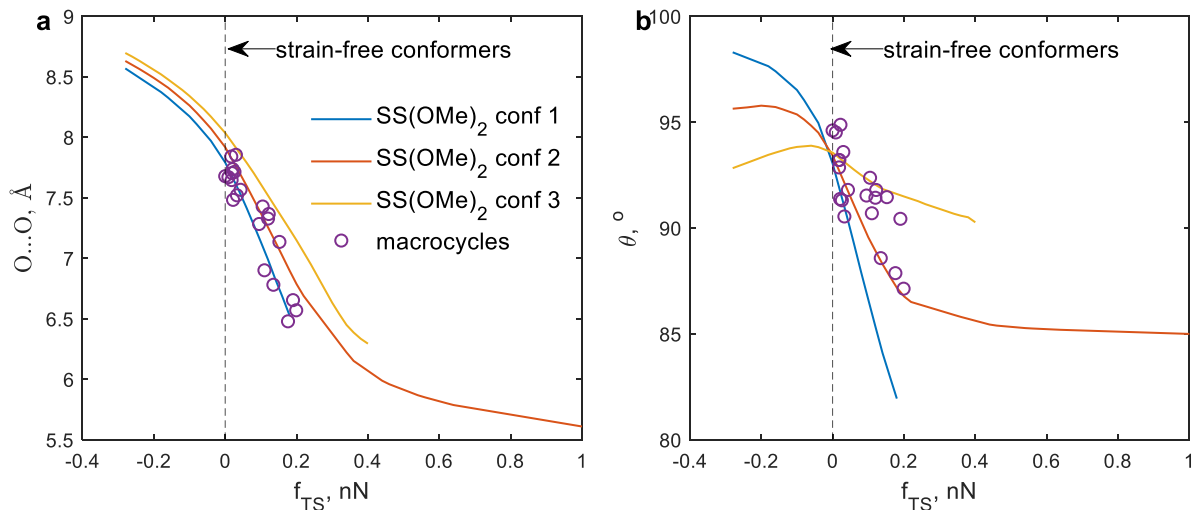 a
strain-free conformers
SS(OMe)2 conf 1
SS(OMe)2 conf 2
SS(OMe)2 conf 3
macrocycles
O...O, Å
9
8.5
8
7.5
7
6.5
6
5.5
-0.4 -0.2 0 0.2 0.4 0.6 0.8 1
fTS, nN
b
strain-free conformers
θ, o
100
95
90
85
80
-0.4 -0.2 0 0.2 0.4 0.6 0.8 1
fTS, nN